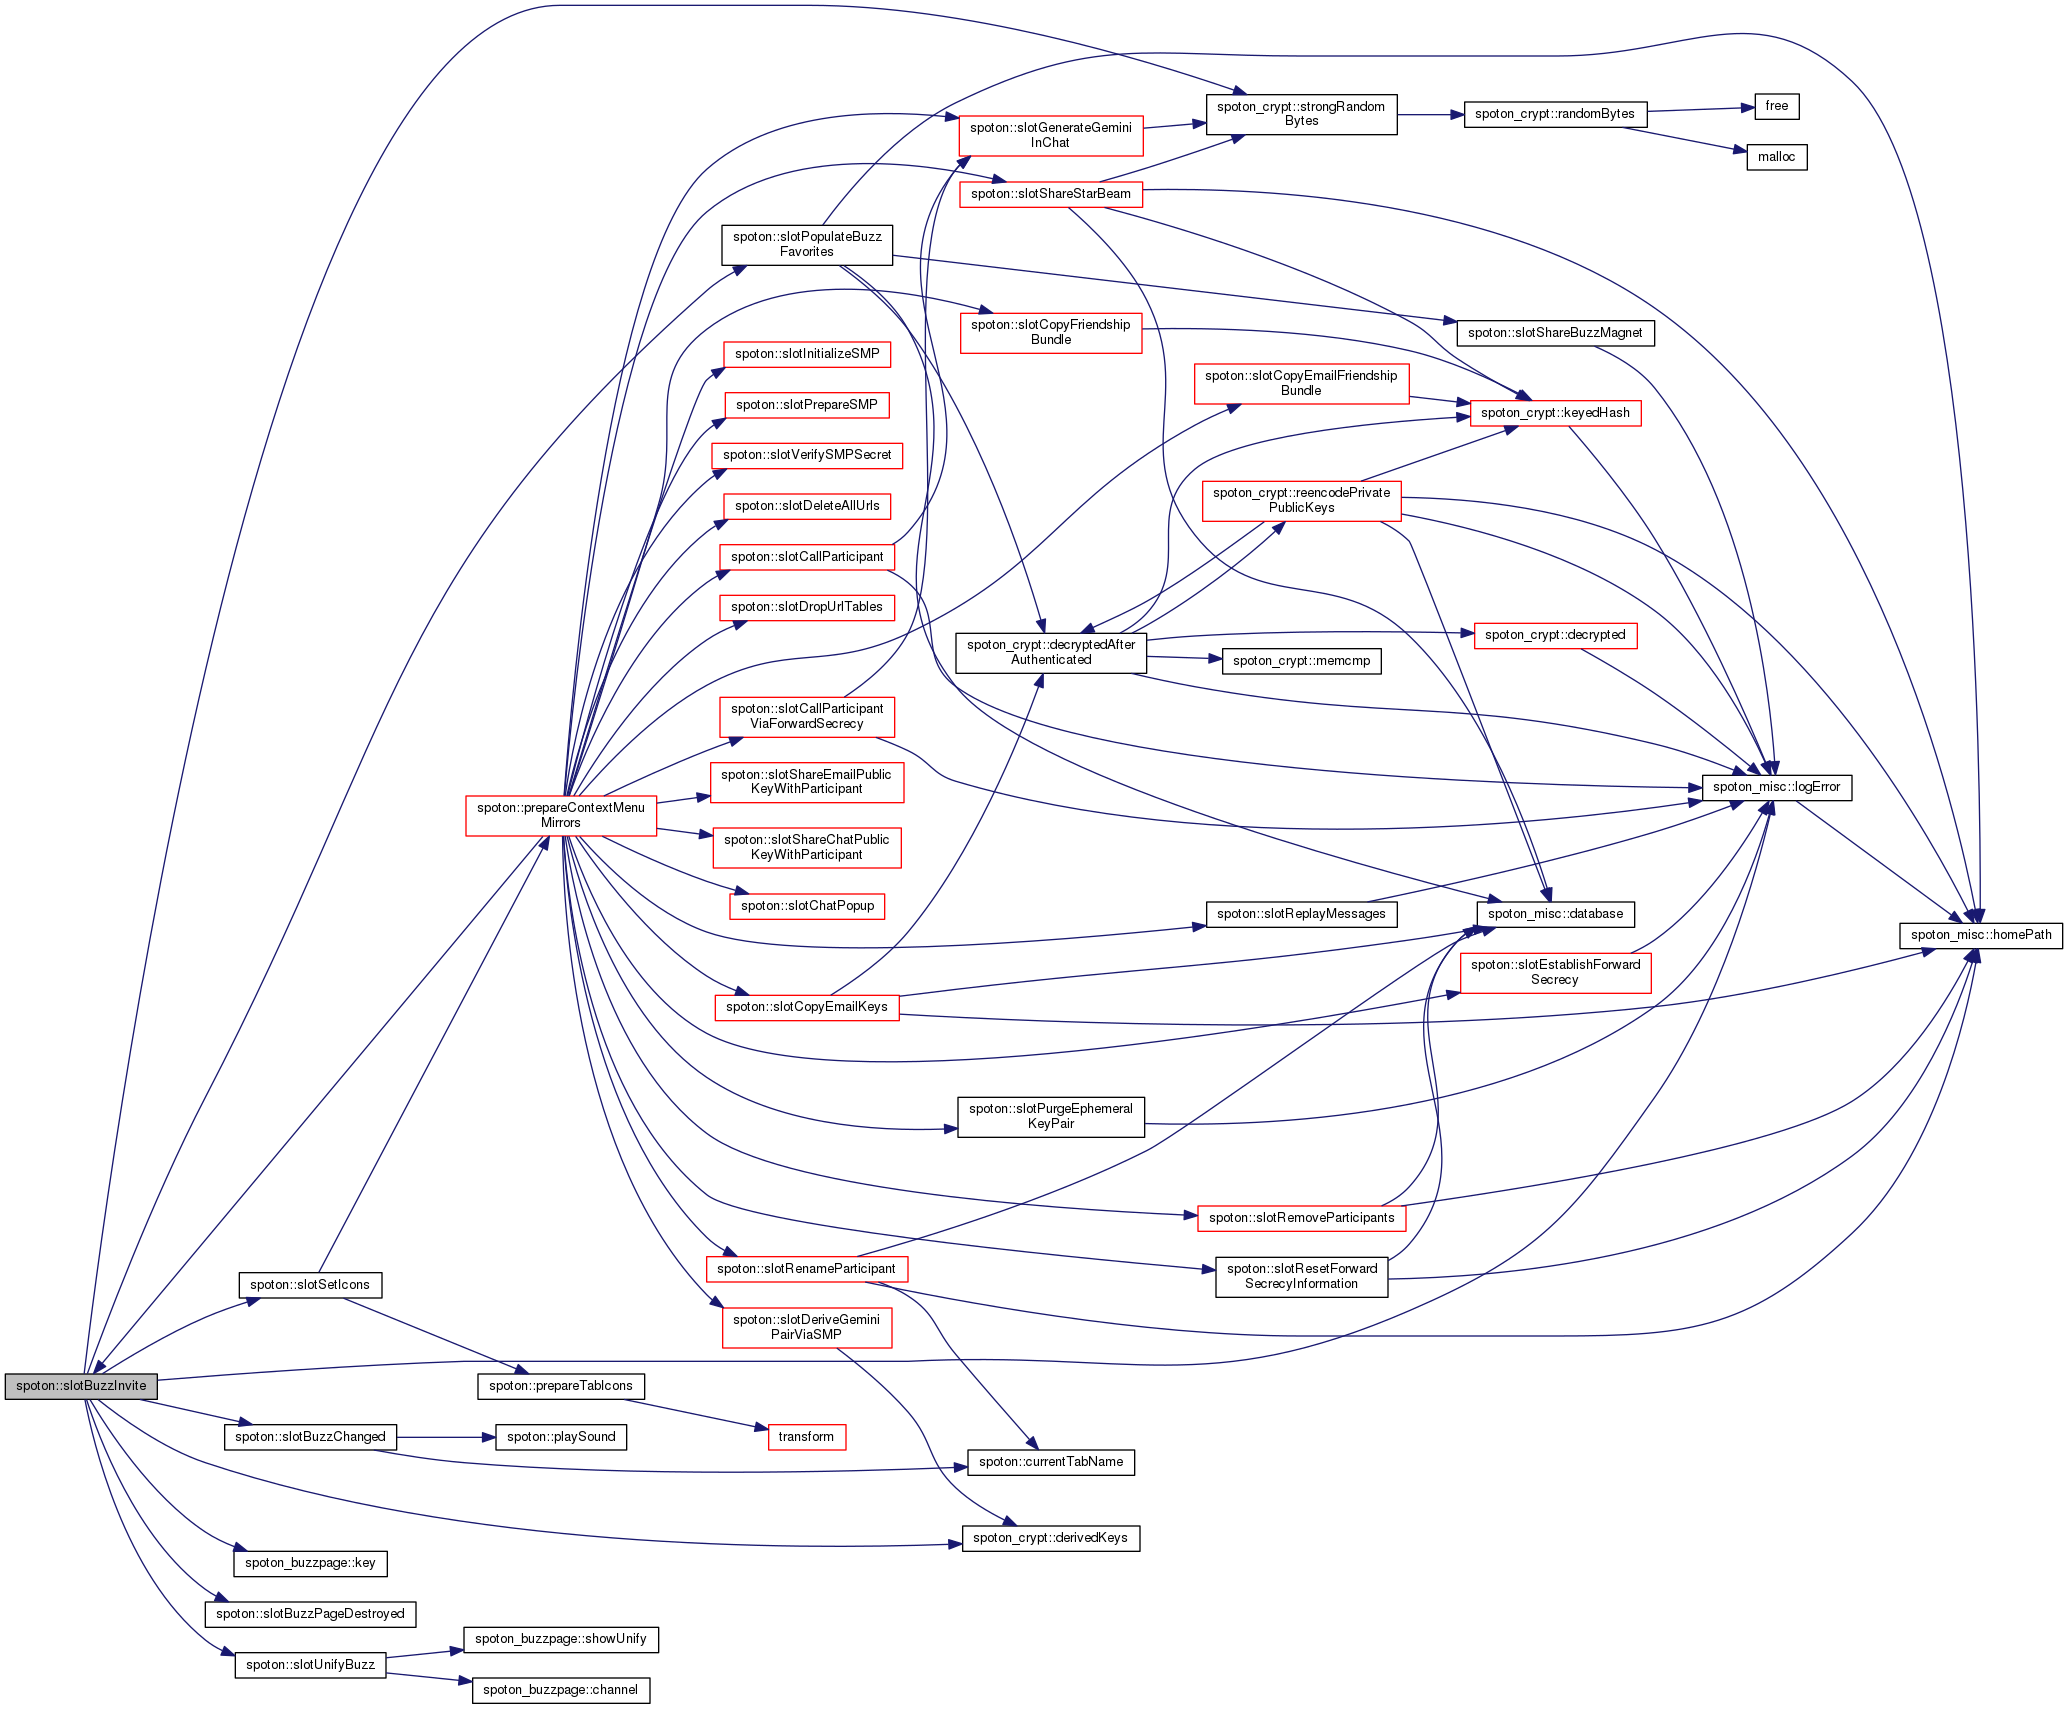 spoton_crypt::strongRandom
Bytes
spoton_crypt::randomBytes
free
malloc
spoton::slotGenerateGemini
InChat
spoton::slotShareStarBeam
spoton::slotPopulateBuzz
Favorites
spoton::slotCopyFriendship
Bundle
spoton::slotShareBuzzMagnet
spoton::slotInitializeSMP
spoton::slotCopyEmailFriendship
Bundle
spoton::slotPrepareSMP
spoton_crypt::keyedHash
spoton::slotVerifySMPSecret
spoton::slotDeleteAllUrls
spoton_crypt::reencodePrivate
PublicKeys
spoton::slotCallParticipant
spoton::slotDropUrlTables
spoton_crypt::decryptedAfter
Authenticated
spoton_crypt::decrypted
spoton_crypt::memcmp
spoton::slotCallParticipant
ViaForwardSecrecy
spoton::slotShareEmailPublic
KeyWithParticipant
spoton_misc::logError
spoton::prepareContextMenu
Mirrors
spoton::slotShareChatPublic
KeyWithParticipant
spoton::slotChatPopup
spoton::slotReplayMessages
spoton_misc::database
spoton_misc::homePath
spoton::slotEstablishForward
Secrecy
spoton::slotCopyEmailKeys
spoton::slotPurgeEphemeral
KeyPair
spoton::slotRemoveParticipants
spoton::slotRenameParticipant
spoton::slotResetForward
SecrecyInformation
spoton::slotSetIcons
spoton::slotDeriveGemini
PairViaSMP
spoton::slotBuzzInvite
spoton::prepareTabIcons
spoton::slotBuzzChanged
spoton::playSound
transform
spoton::currentTabName
spoton_crypt::derivedKeys
spoton_buzzpage::key
spoton::slotBuzzPageDestroyed
spoton::slotUnifyBuzz
spoton_buzzpage::showUnify
spoton_buzzpage::channel